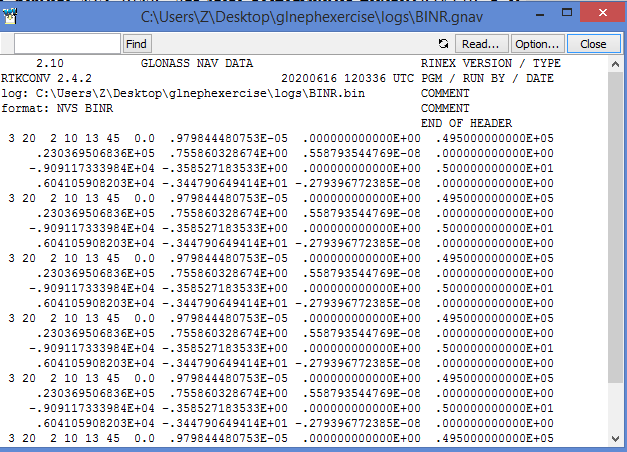 C:\Users\Z\Desktop\glnephexercise\logs\BINR.gnav
Find Read... Option... Close
2.10 GLONASS NAV DATA RINEX VERSION / TYPE
RTKCONV 2.4.2 20200616 120336 UTC PGM / RUN BY / DATE
log: C:\Users\Z\Desktop\glnephexercise\logs\BINR.bin COMMENT
format: NVS BINR COMMENT
END OF HEADER
3 20 2 10 13 45 0.0 .979844480753E-05 .000000000000E+00 .495000000000E+05
.230369506836E+05 .755860328674E+00 .558793544769E-08 .000000000000E+00
-.909117333984E+04 -.358527183533E+00 .000000000000E+00 .500000000000E+01
.604105908203E+04 -.344790649414E+01 -.279396772385E-08 .000000000000E+00
3 20 2 10 13 45 0.0 .979844480753E-05 .000000000000E+00 .495000000000E+05
.230369506836E+05 .755860328674E+00 .558793544769E-08 .000000000000E+00
-.909117333984E+04 -.358527183533E+00 .000000000000E+00 .500000000000E+01
.604105908203E+04 -.344790649414E+01 -.279396772385E-08 .000000000000E+00
3 20 2 10 13 45 0.0 .979844480753E-05 .000000000000E+00 .495000000000E+05
.230369506836E+05 .755860328674E+00 .558793544769E-08 .000000000000E+00
-.909117333984E+04 -.358527183533E+00 .000000000000E+00 .500000000000E+01
.604105908203E+04 -.344790649414E+01 -.279396772385E-08 .000000000000E+00
3 20 2 10 13 45 0.0 .979844480753E-05 .000000000000E+00 .495000000000E+05
.230369506836E+05 .755860328674E+00 .558793544769E-08 .000000000000E+00
-.909117333984E+04 -.358527183533E+00 .000000000000E+00 .500000000000E+01
.604105908203E+04 -.344790649414E+01 -.279396772385E-08 .000000000000E+00
3 20 2 10 13 45 0.0 .979844480753E-05 .000000000000E+00 .495000000000E+05
.230369506836E+05 .755860328674E+00 .558793544769E-08 .000000000000E+00
-.909117333984E+04 -.358527183533E+00 .000000000000E+00 .500000000000E+01
.604105908203E+04 -.344790649414E+01 -.279396772385E-08 .000000000000E+00
3 20 2 10 13 45 0.0 .979844480753E-05 .000000000000E+00 .495000000000E+05